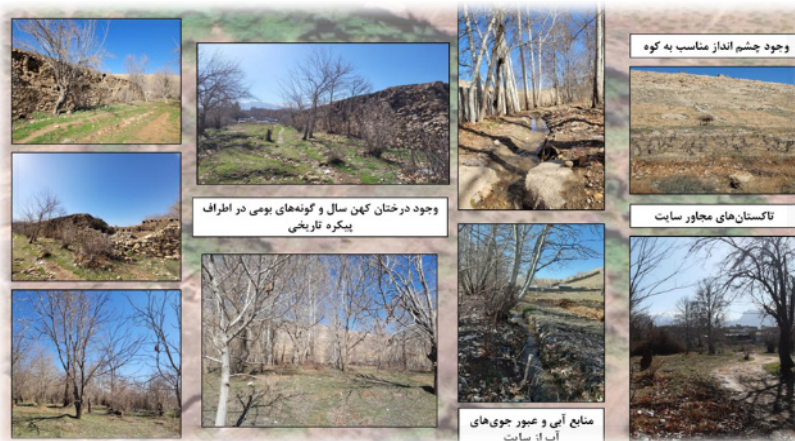 وجود چشم انداز مناسب به کوه
تاکستان‌های مجاور سایت
وجود درختان کهن سال و گونه‌های بومی در اطراف
پیکره تاریخی
منابع آبی و عبور جوی‌های
آب از سایت